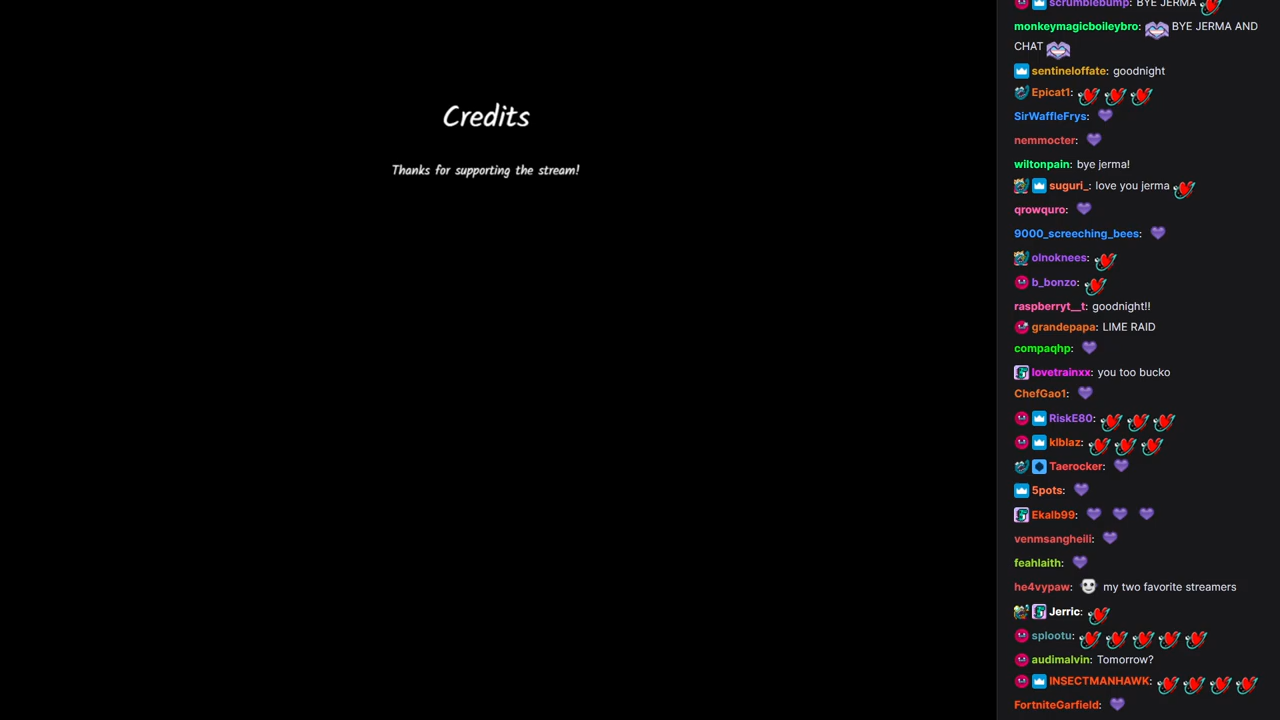 Credits
Thanks for supporting the stream!
scrumblebump: BYE JERMA
monkeymagicboileybro: BYE JERMA AND
CHAT
sentineloffate: goodnight
Epicat1:
SirWaffleFrys:
nemmocter:
wiltonpain: bye jerma!
suguri_: love you jerma
qrowquro:
9000_screeching_bees:
olnoknees:
b_bonzo:
raspberryt__t: goodnight!!
grandepapa: LIME RAID
compaqhp:
lovetrainxx: you too bucko
ChefGao1:
RiskE80:
klblaz:
Taerocker:
5pots:
Ekalb99:
venmsangheili:
feahlaith:
he4vypaw: my two favorite streamers
Jerric:
splootu:
audimalvin: Tomorrow?
INSECTMANHAWK:
FortniteGarfield: